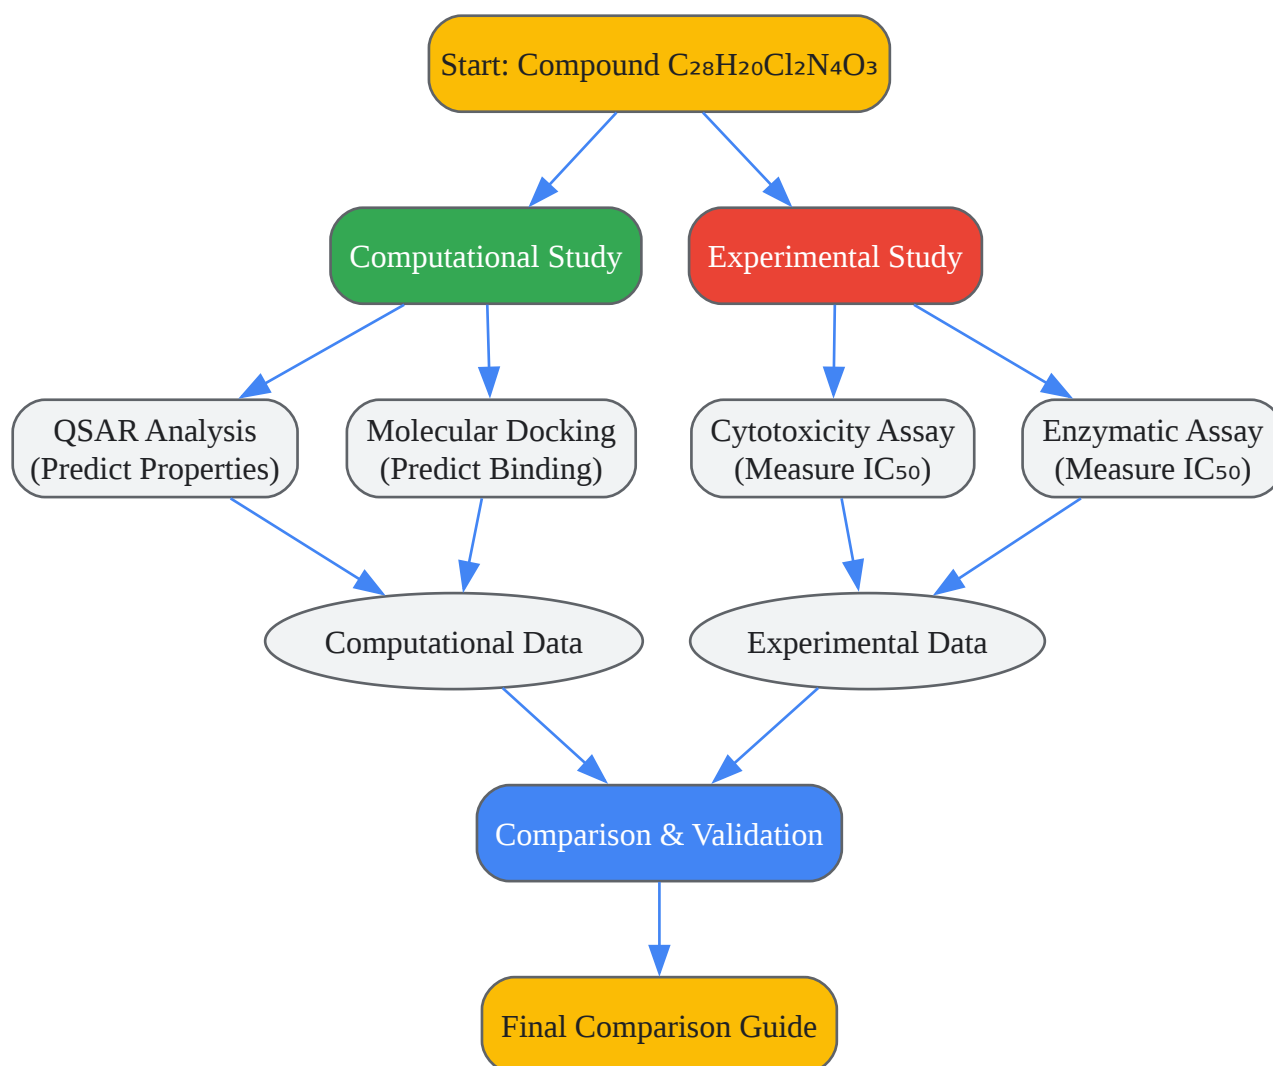 Start: Compound C₂₈H₂₀Cl₂N₄O₃
Computational Study
Experimental Study
QSAR Analysis
(Predict Properties)
Molecular Docking
(Predict Binding)
Cytotoxicity Assay
(Measure IC₅₀)
Enzymatic Assay
(Measure IC₅₀)
Computational Data
Experimental Data
Comparison & Validation
Final Comparison Guide